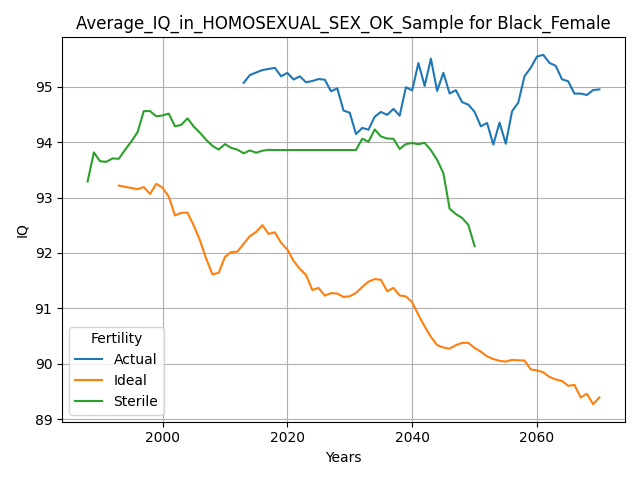 Average_IQ_in_HOMOSEXUAL_SEX_OK_Sample for Black_Female
IQ
95
94
93
92
91
90
89
Fertility
Actual
Ideal
Sterile
2000 2020 2040 2060
Years